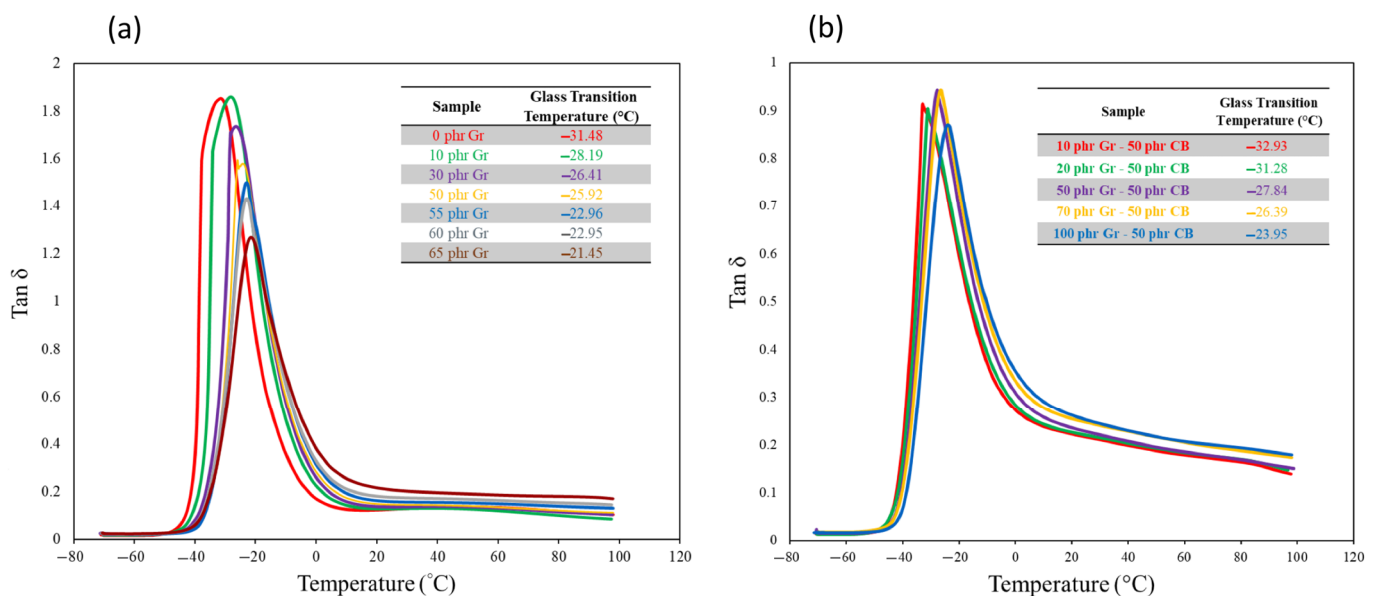 (a)
Tan δ
2
1.8
1.6
1.4
1.2
1
0.8
0.6
0.4
0.2
0
−80 −60 −40 −20 0 20 40 60 80 100 120
Temperature (°C)
Sample Glass Transition Temperature (°C)
0 phr Gr −31.48
10 phr Gr −28.19
30 phr Gr −26.41
50 phr Gr −25.92
55 phr Gr −22.96
60 phr Gr −22.95
65 phr Gr −21.45
(b)
Tan δ
1
0.9
0.8
0.7
0.6
0.5
0.4
0.3
0.2
0.1
0
−80 −60 −40 −20 0 20 40 60 80 100 120
Temperature (°C)
Sample Glass Transition Temperature (°C)
10 phr Gr - 50 phr CB −32.93
20 phr Gr - 50 phr CB −31.28
50 phr Gr - 50 phr CB −27.84
70 phr Gr - 50 phr CB −26.39
100 phr Gr - 50 phr CB −23.95